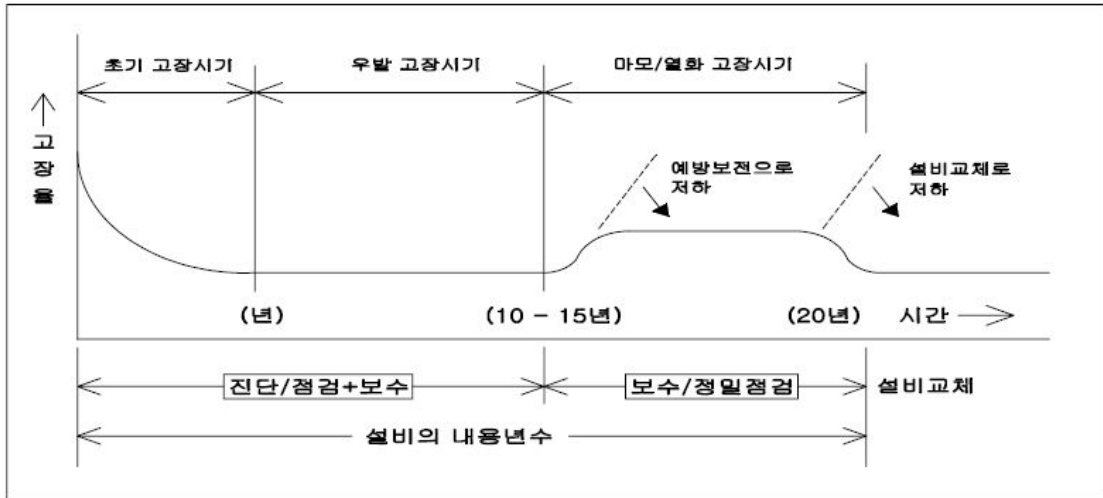 초기 고장시기
우발 고장시기
마모/열화 고장시기
고장율
예방보전으로
저하
설비교체로
저하
(년)
(10 - 15년)
(20년)
시간
진단/점검+보수
보수/정밀점검
설비교체
설비의 내용년수